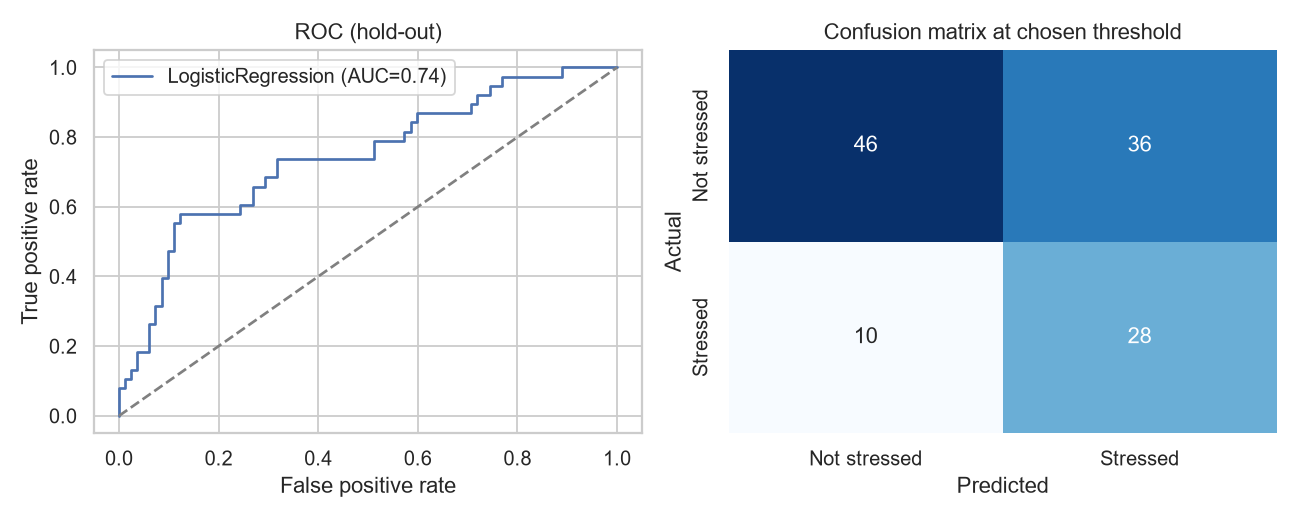 ROC (hold-out)
LogisticRegression (AUC=0.74)
1.0
0.8
0.6
0.4
0.2
0.0
True positive rate
0.0 0.2 0.4 0.6 0.8 1.0
False positive rate
Confusion matrix at chosen threshold
Actual
Not stressed
46 36
Stressed
10 28
Not stressed Stressed
Predicted